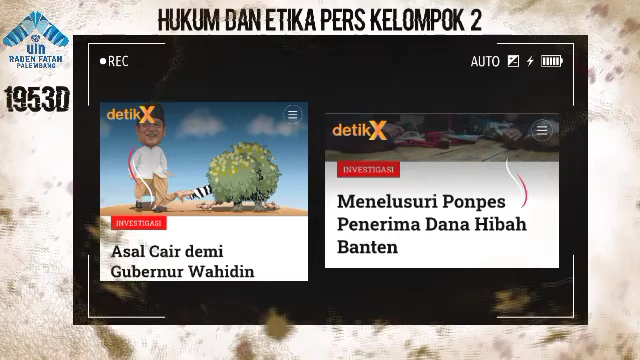 HUKUM DAN ETIKA PERS KELOMPOK 2
uin
RADEN FATAH
PALEMBANG
1953D
REC
AUTO
detikX
INVESTIGASI
Asal Cair demi
Gubernur Wahidin
detikX
INVESTIGASI
Menelusuri Ponpes
Penerima Dana Hibah
Banten